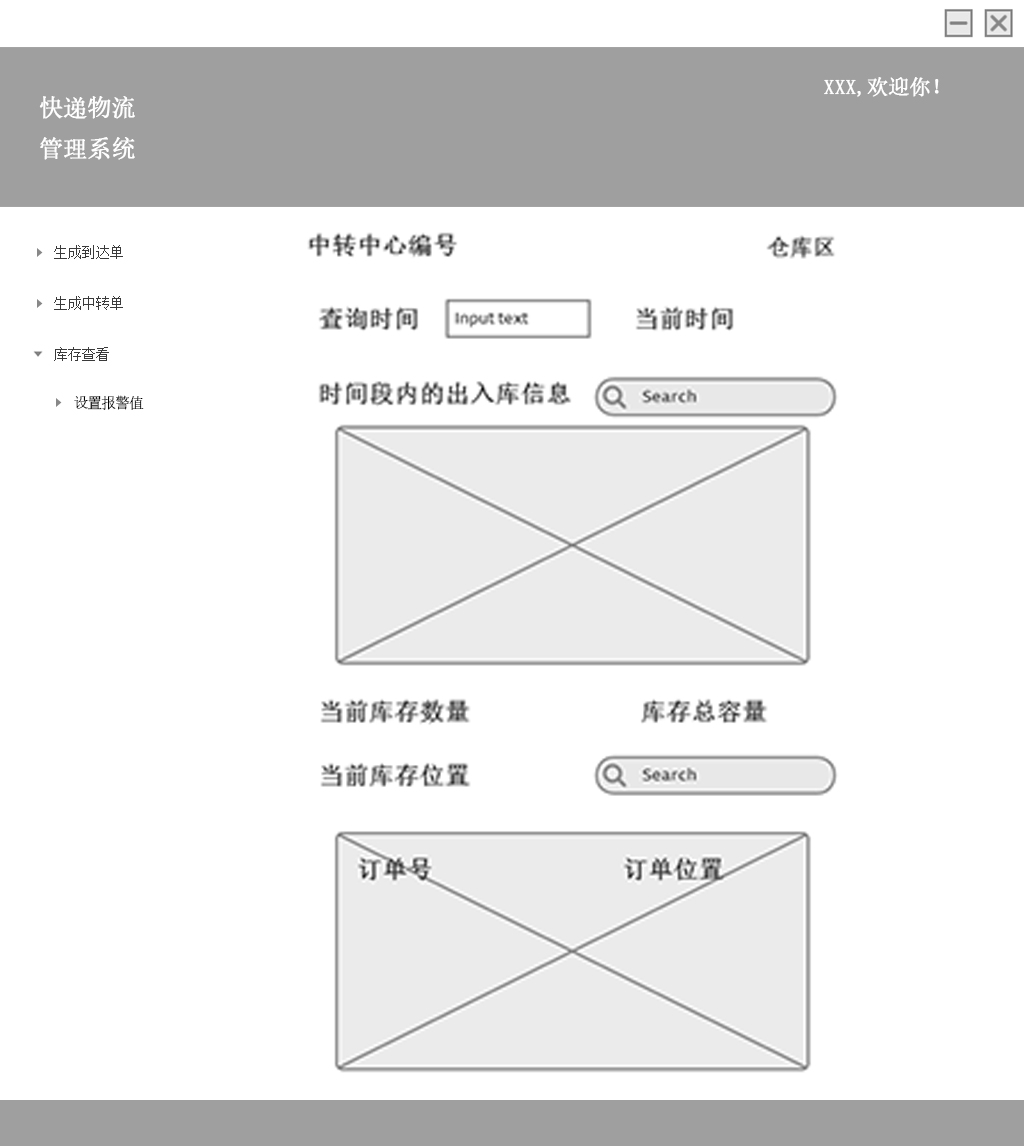 XXX,欢迎你!
快递物流
管理系统
生成到达单
生成中转单
库存查看
设置报警值
中转中心编号 仓库区
查询时间 Input text 当前时间
时间段内的出入库信息 Search
当前库存数量 库存总容量
当前库存位置 Search
订单号 订单位置